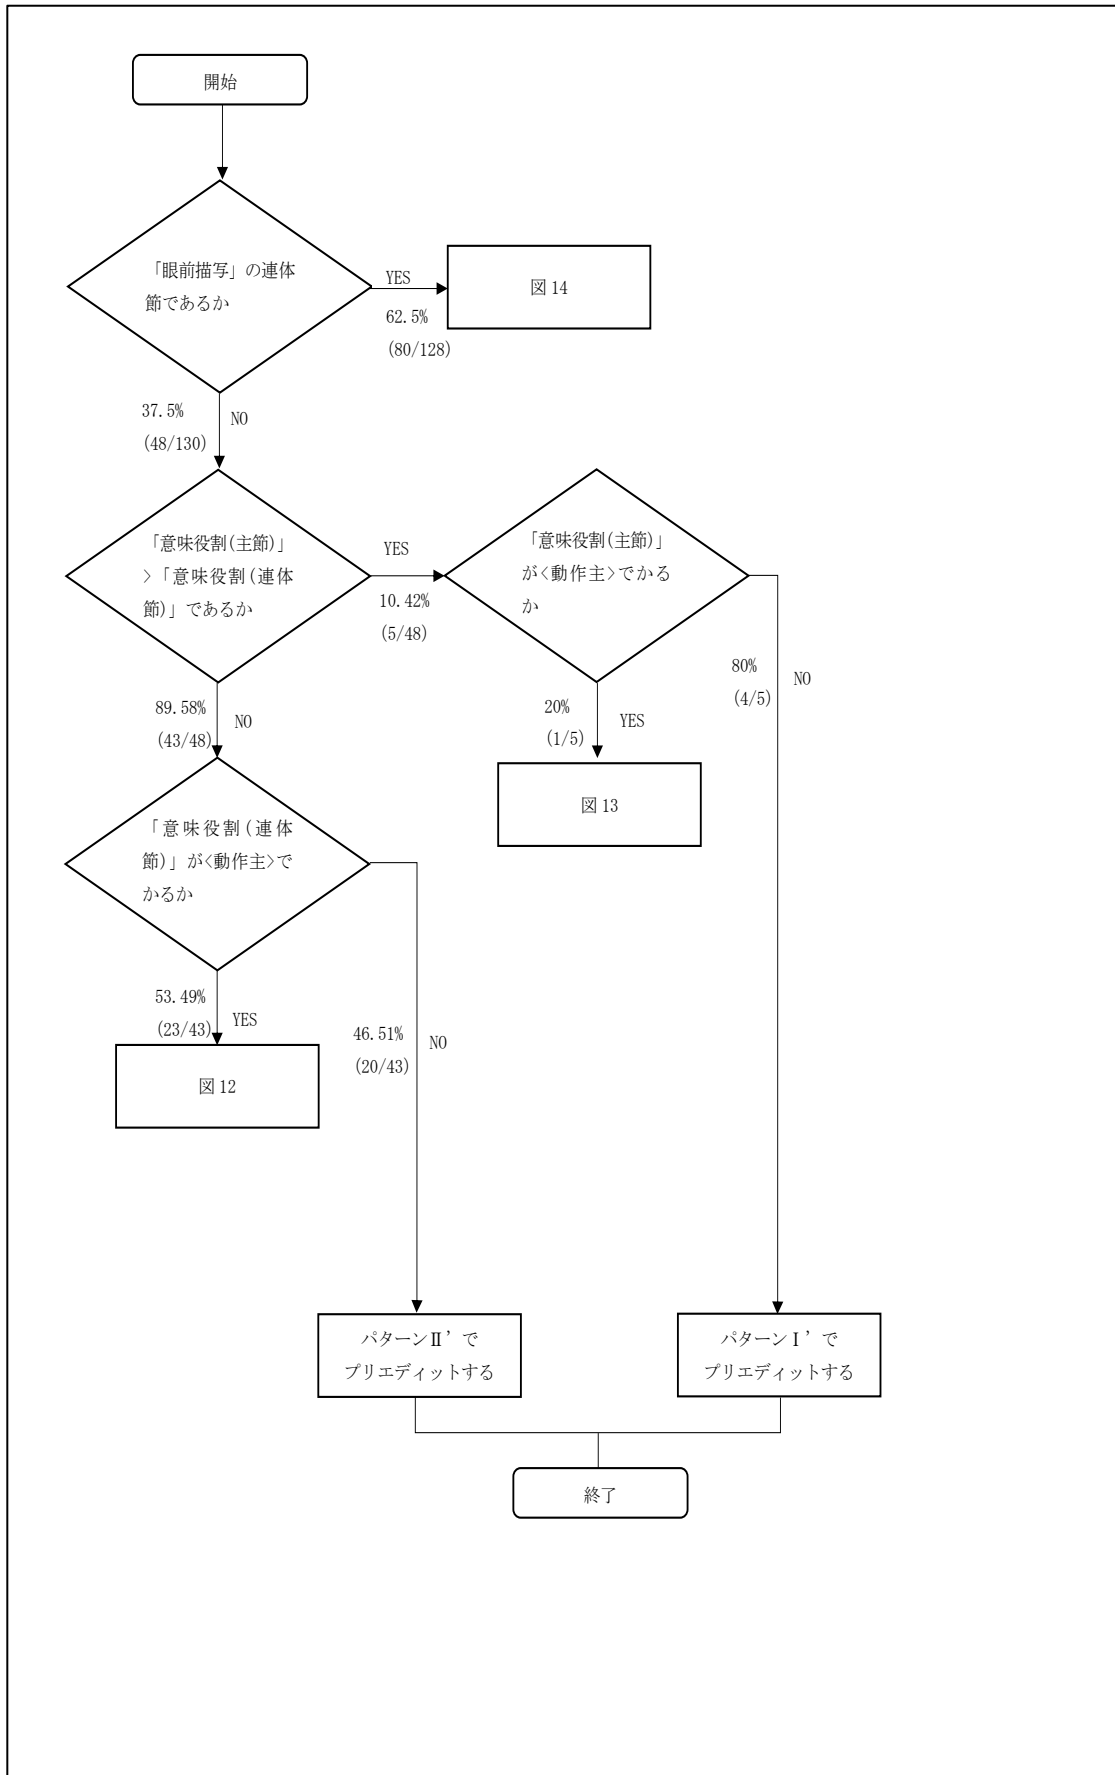 開始
「眼前描写」の連体
節であるか
YES
62.5%
(80/128)
図 14
37.5%
(48/130)
NO
「意味役割(主節)」
>「意味役割(連体
節)」であるか
YES
10.42%
(5/48)
「意味役割(主節)」
が<動作主>でかる
か
80%
(4/5)
NO
20%
(1/5)
YES
図 13
89.58%
(43/48)
NO
「意味役割(連体
節)」が<動作主>で
かるか
53.49%
(23/43)
YES
図 12
46.51%
(20/43)
NO
パターンⅡ’で
プリエディットする
パターンⅠ’で
プリエディットする
終了